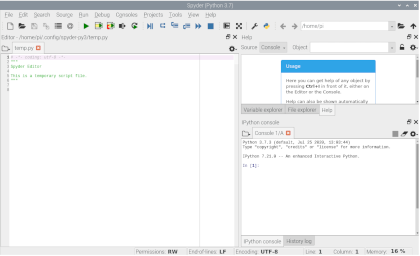 Spyder (Python 3.7)
File Edit Search Source Run Debug Consoles Projects Tools View Help
Editor - /home/pc.config/spyder-py3/temp.py
temp.py
Spyder Editor
This is a temporary script file.
"""
/home/pc
Help
Source Console Object
Usage
Here you can get help of any object by
pressing Ctrl+I in front of it, either on
the Editor or the Console.
Help can also be shown automatically
Variable explorer File explorer Help
IPython console
Console 1/A
Python 3.7.3 (default, Jul 25 2020, 13:03:44)
Type "copyright", "credits" or "license" for more information.
IPython 7.21.0 -- An enhanced Interactive Python.
In [1]:
IPython console History log
Permissions: RW End-of-lines: LF Encoding: UTF-8 Line: 1 Column: 1 Memory: 16 %